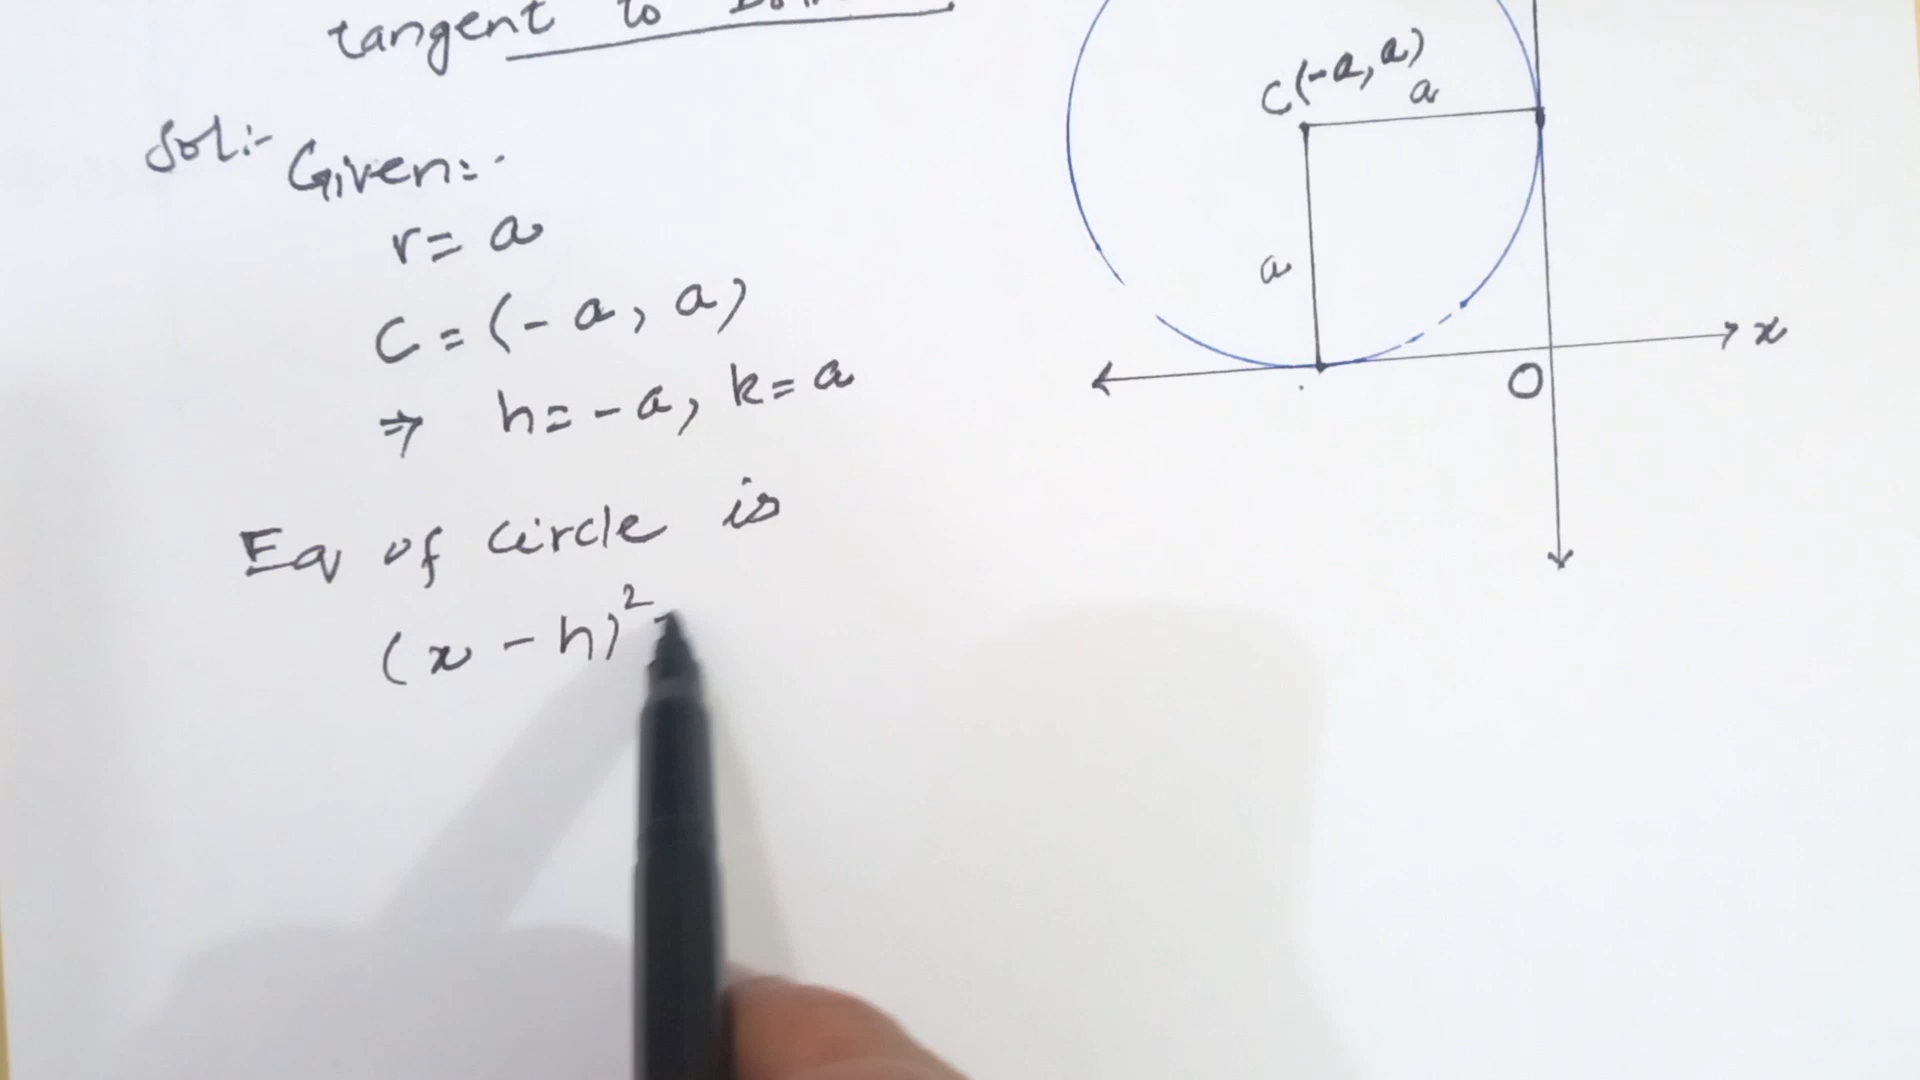 tangent to
Sol:- Given:-
r = a
C = (-a, a)
⇒ h = -a, k = a
Eq of circle is
(x - h)²
C(-a, a)
a
a
x
O